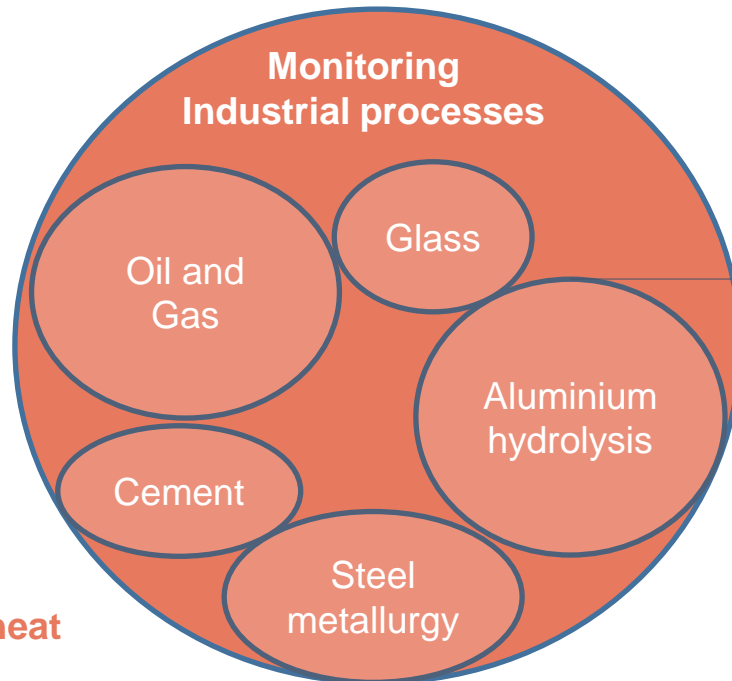 Monitoring
Industrial processes
Glass
Oil and
Gas
Aluminium
hydrolysis
Cement
Steel
metallurgy
heat